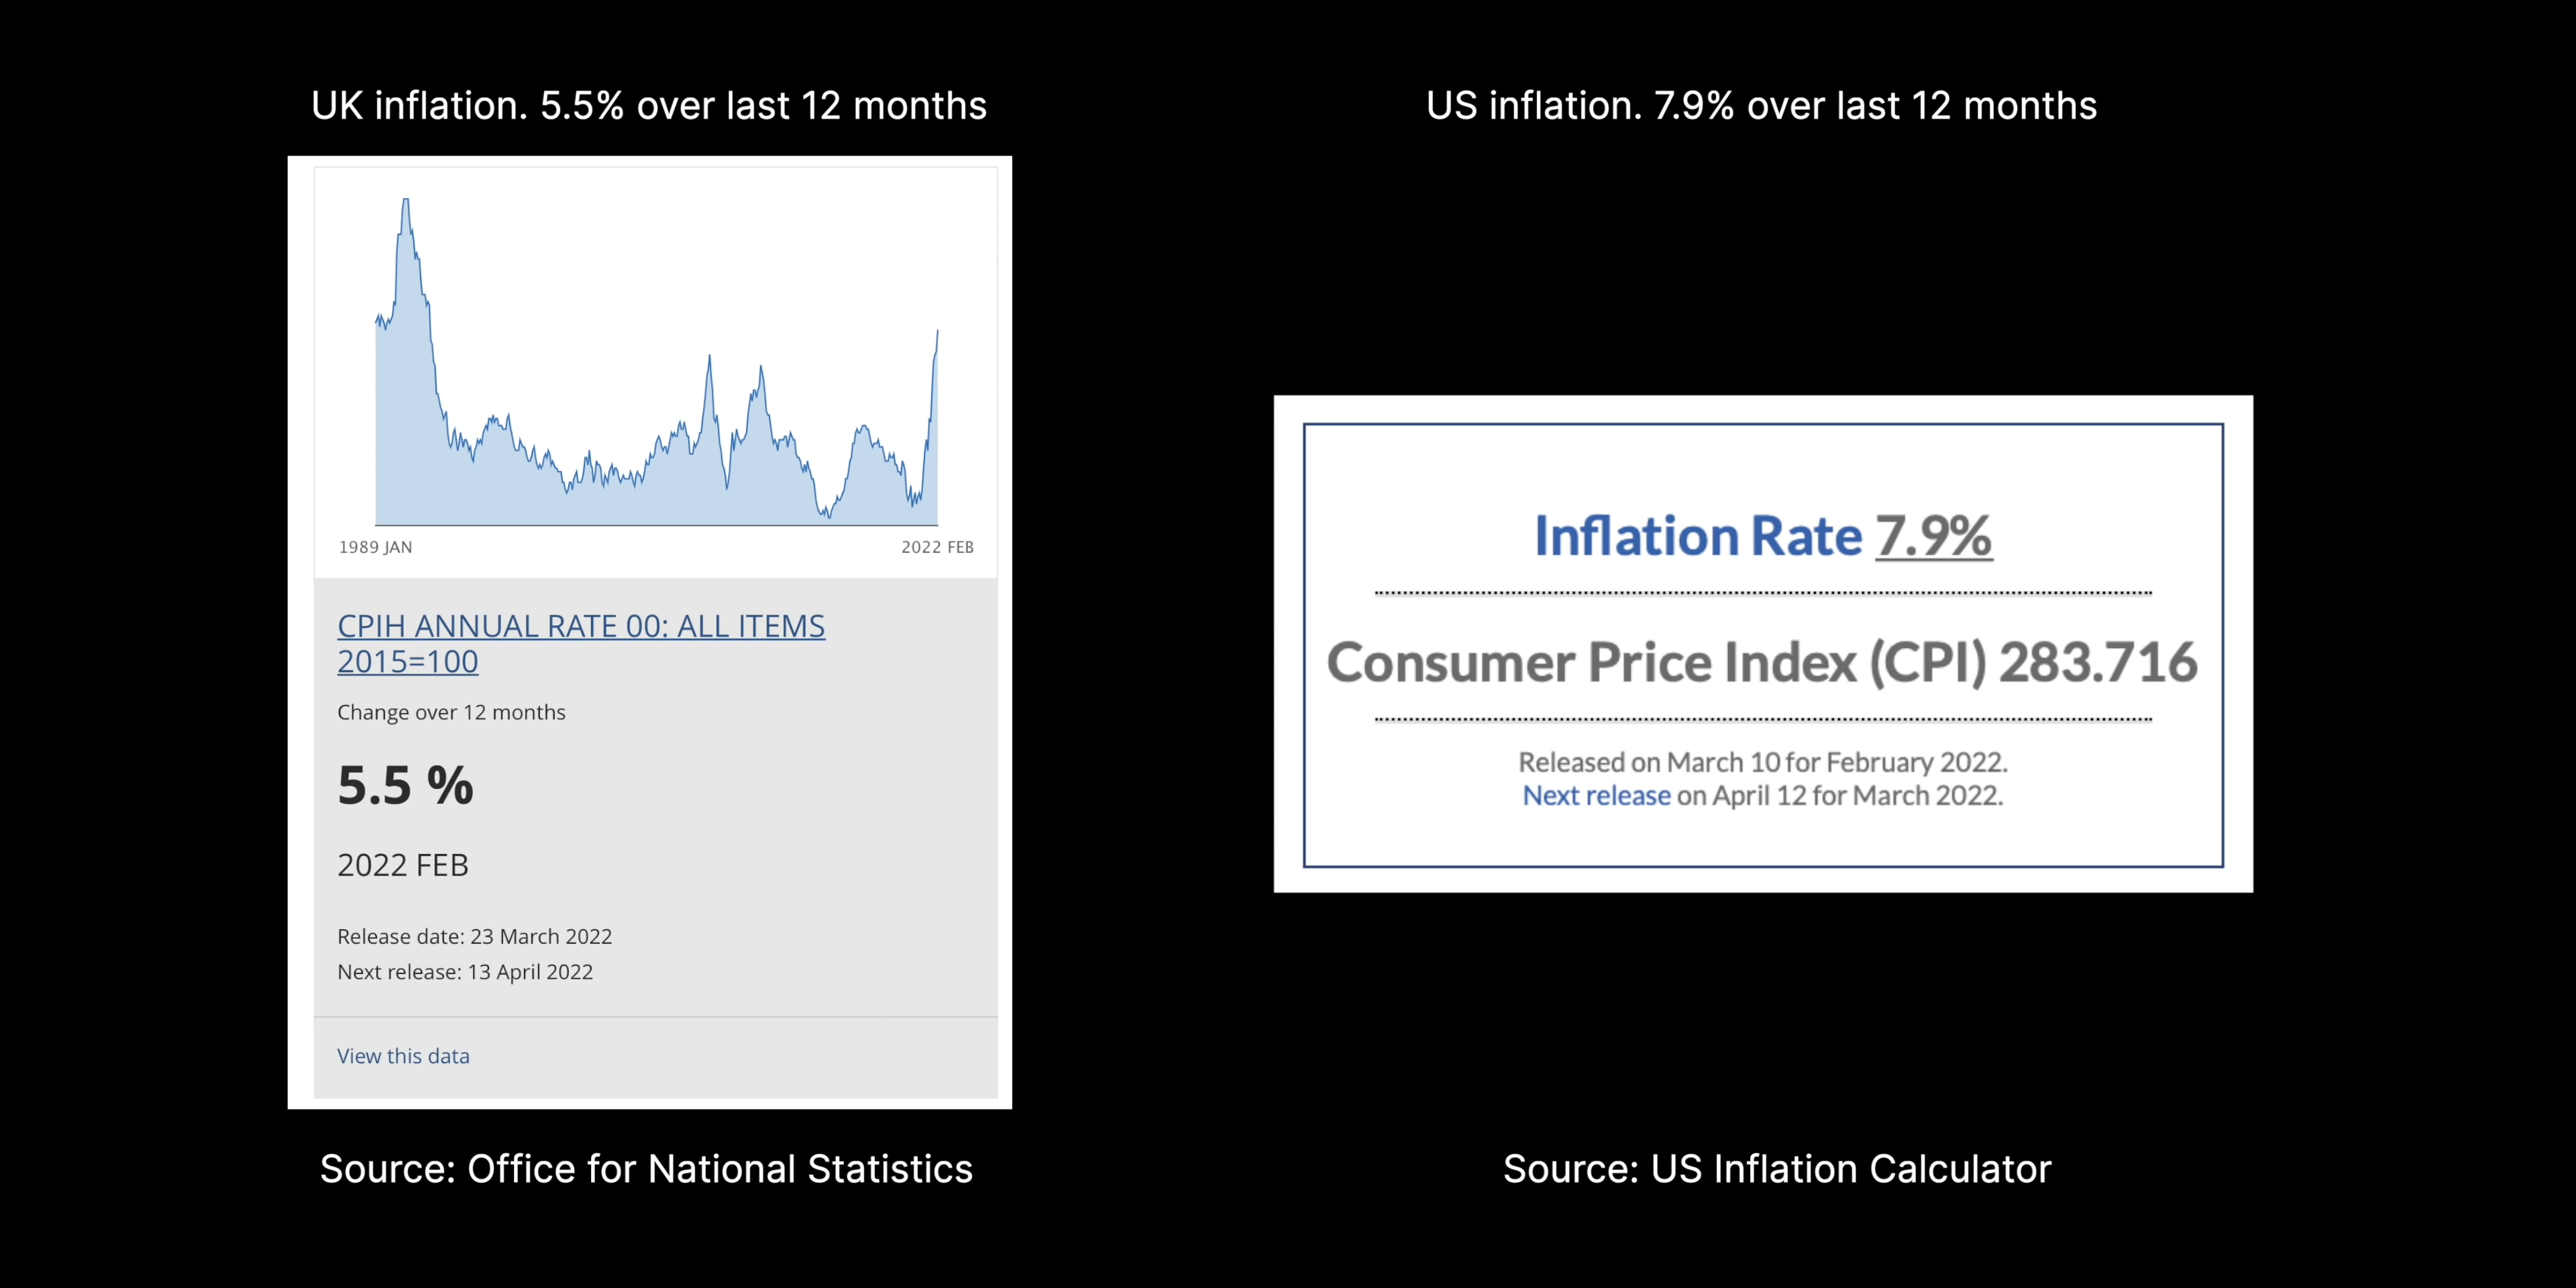 UK inflation. 5.5% over last 12 months
1989 JAN
2022 FEB
CPIH ANNUAL RATE 00: ALL ITEMS
2015=100
Change over 12 months
5.5 %
2022 FEB
Release date: 23 March 2022
Next release: 13 April 2022
View this data
Source: Office for National Statistics
US inflation. 7.9% over last 12 months
Inflation Rate 7.9%
Consumer Price Index (CPI) 283.716
Released on March 10 for February 2022.
Next release on April 12 for March 2022.
Source: US Inflation Calculator